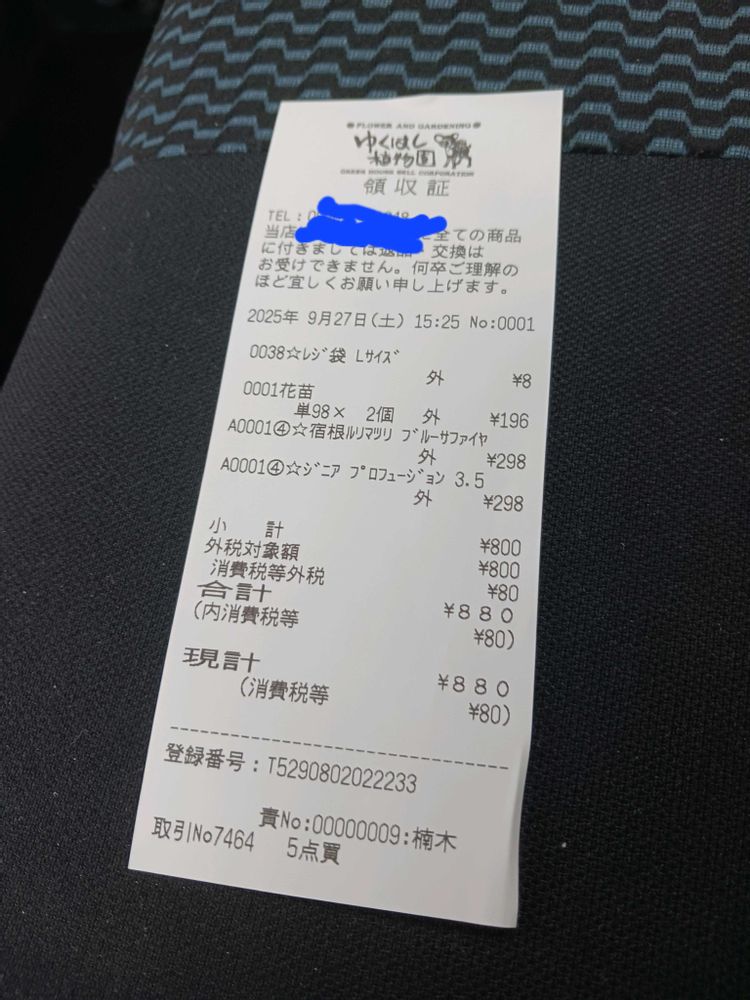 FLOWER AND GARDENING
ゆくはし
植物園
GREEN HOUSE BELL CORPORATION
領収証
TEL:
当店 全ての商品
に付きましては返品 交換は
お受けできません。何卒ご理解の
ほど宜しくお願い申し上げます。
2025年 9月27日(土) 15:25 No:0001
0038☆ﾚｼﾞ袋 Lｻｲｽﾞ
外 ¥8
0001花苗
単98× 2個 外 ¥196
A0001④☆宿根ﾙﾘﾏﾂﾘ ﾌﾞﾙｰｻﾌｧｲﾔ
外 ¥298
A0001④☆ｼﾞﾆｱ ﾌﾟﾛﾌｭｰｼﾞｮﾝ 3.5
外 ¥298
小 計 ¥800
外税対象額 ¥800
消費税等外税 ¥80
合計 ¥880
(内消費税等 ¥80)
現計 ¥880
(消費税等 ¥80)
登録番号:T5290802022233
責No:00000009:楠木
取引No7464 5点買